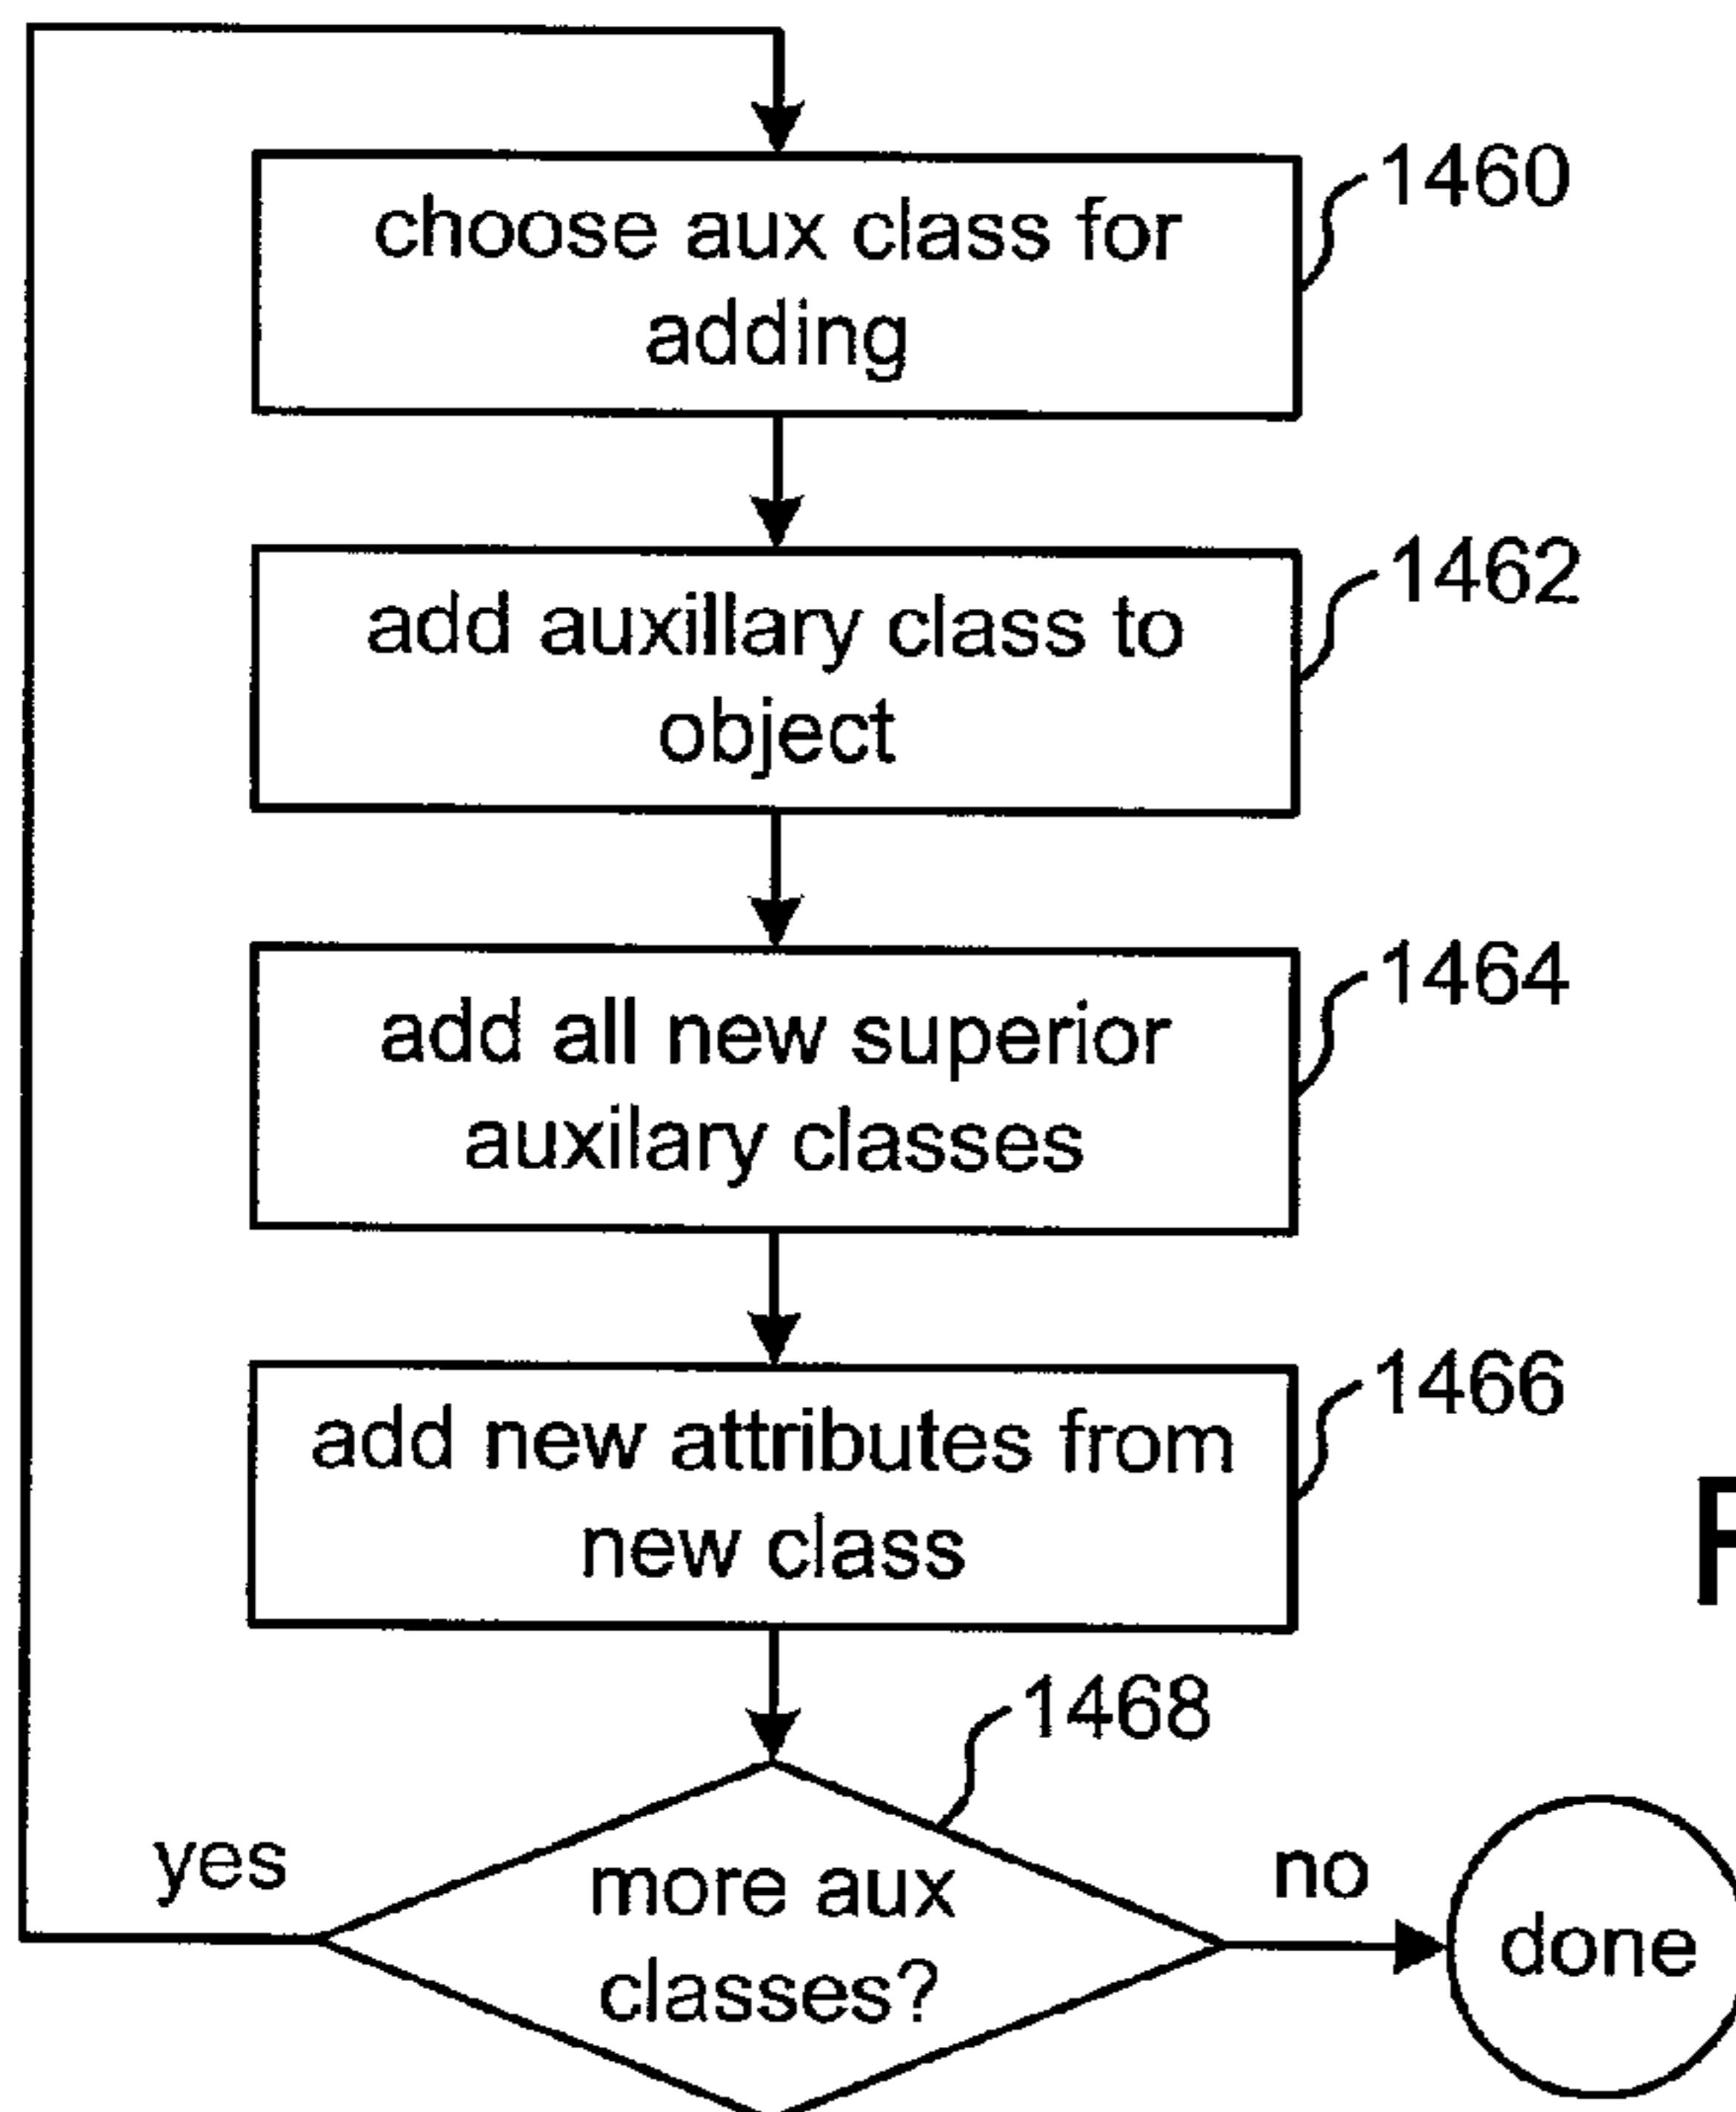 choose aux class for
adding
1460
add auxillary class to
object
1462
add all new superior
auxilary classes
1464
add new attributes from
new class
1466
1468
more aux
classes?
yes
no
done